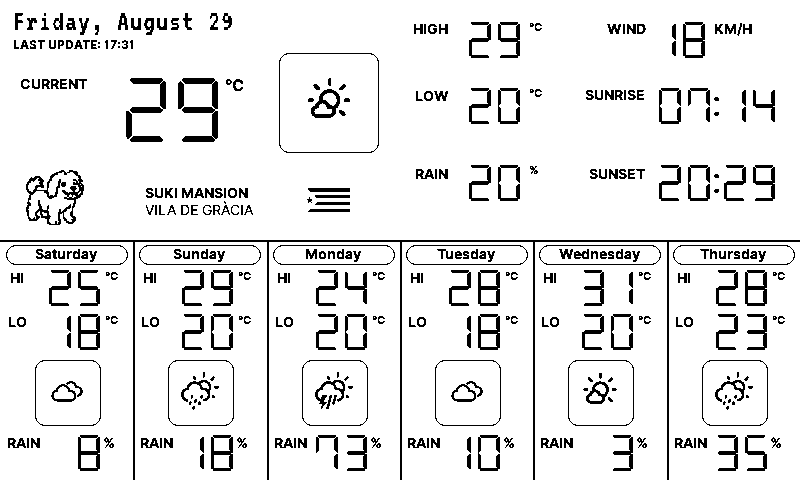 Friday, August 29
LAST UPDATE: 17:31
CURRENT 29 °C
HIGH 29 °C
WIND 18 KM/H
LOW 20 °C
SUNRISE 07:14
RAIN 20 %
SUNSET 20:29
SUKI MANSION
VILA DE GRÀCIA
Saturday
HI 25 °C
LO 18 °C
RAIN 8 %
Sunday
HI 29 °C
LO 20 °C
RAIN 18 %
Monday
HI 24 °C
LO 20 °C
RAIN 73 %
Tuesday
HI 28 °C
LO 18 °C
RAIN 10 %
Wednesday
HI 31 °C
LO 20 °C
RAIN 3 %
Thursday
HI 28 °C
LO 23 °C
RAIN 35 %